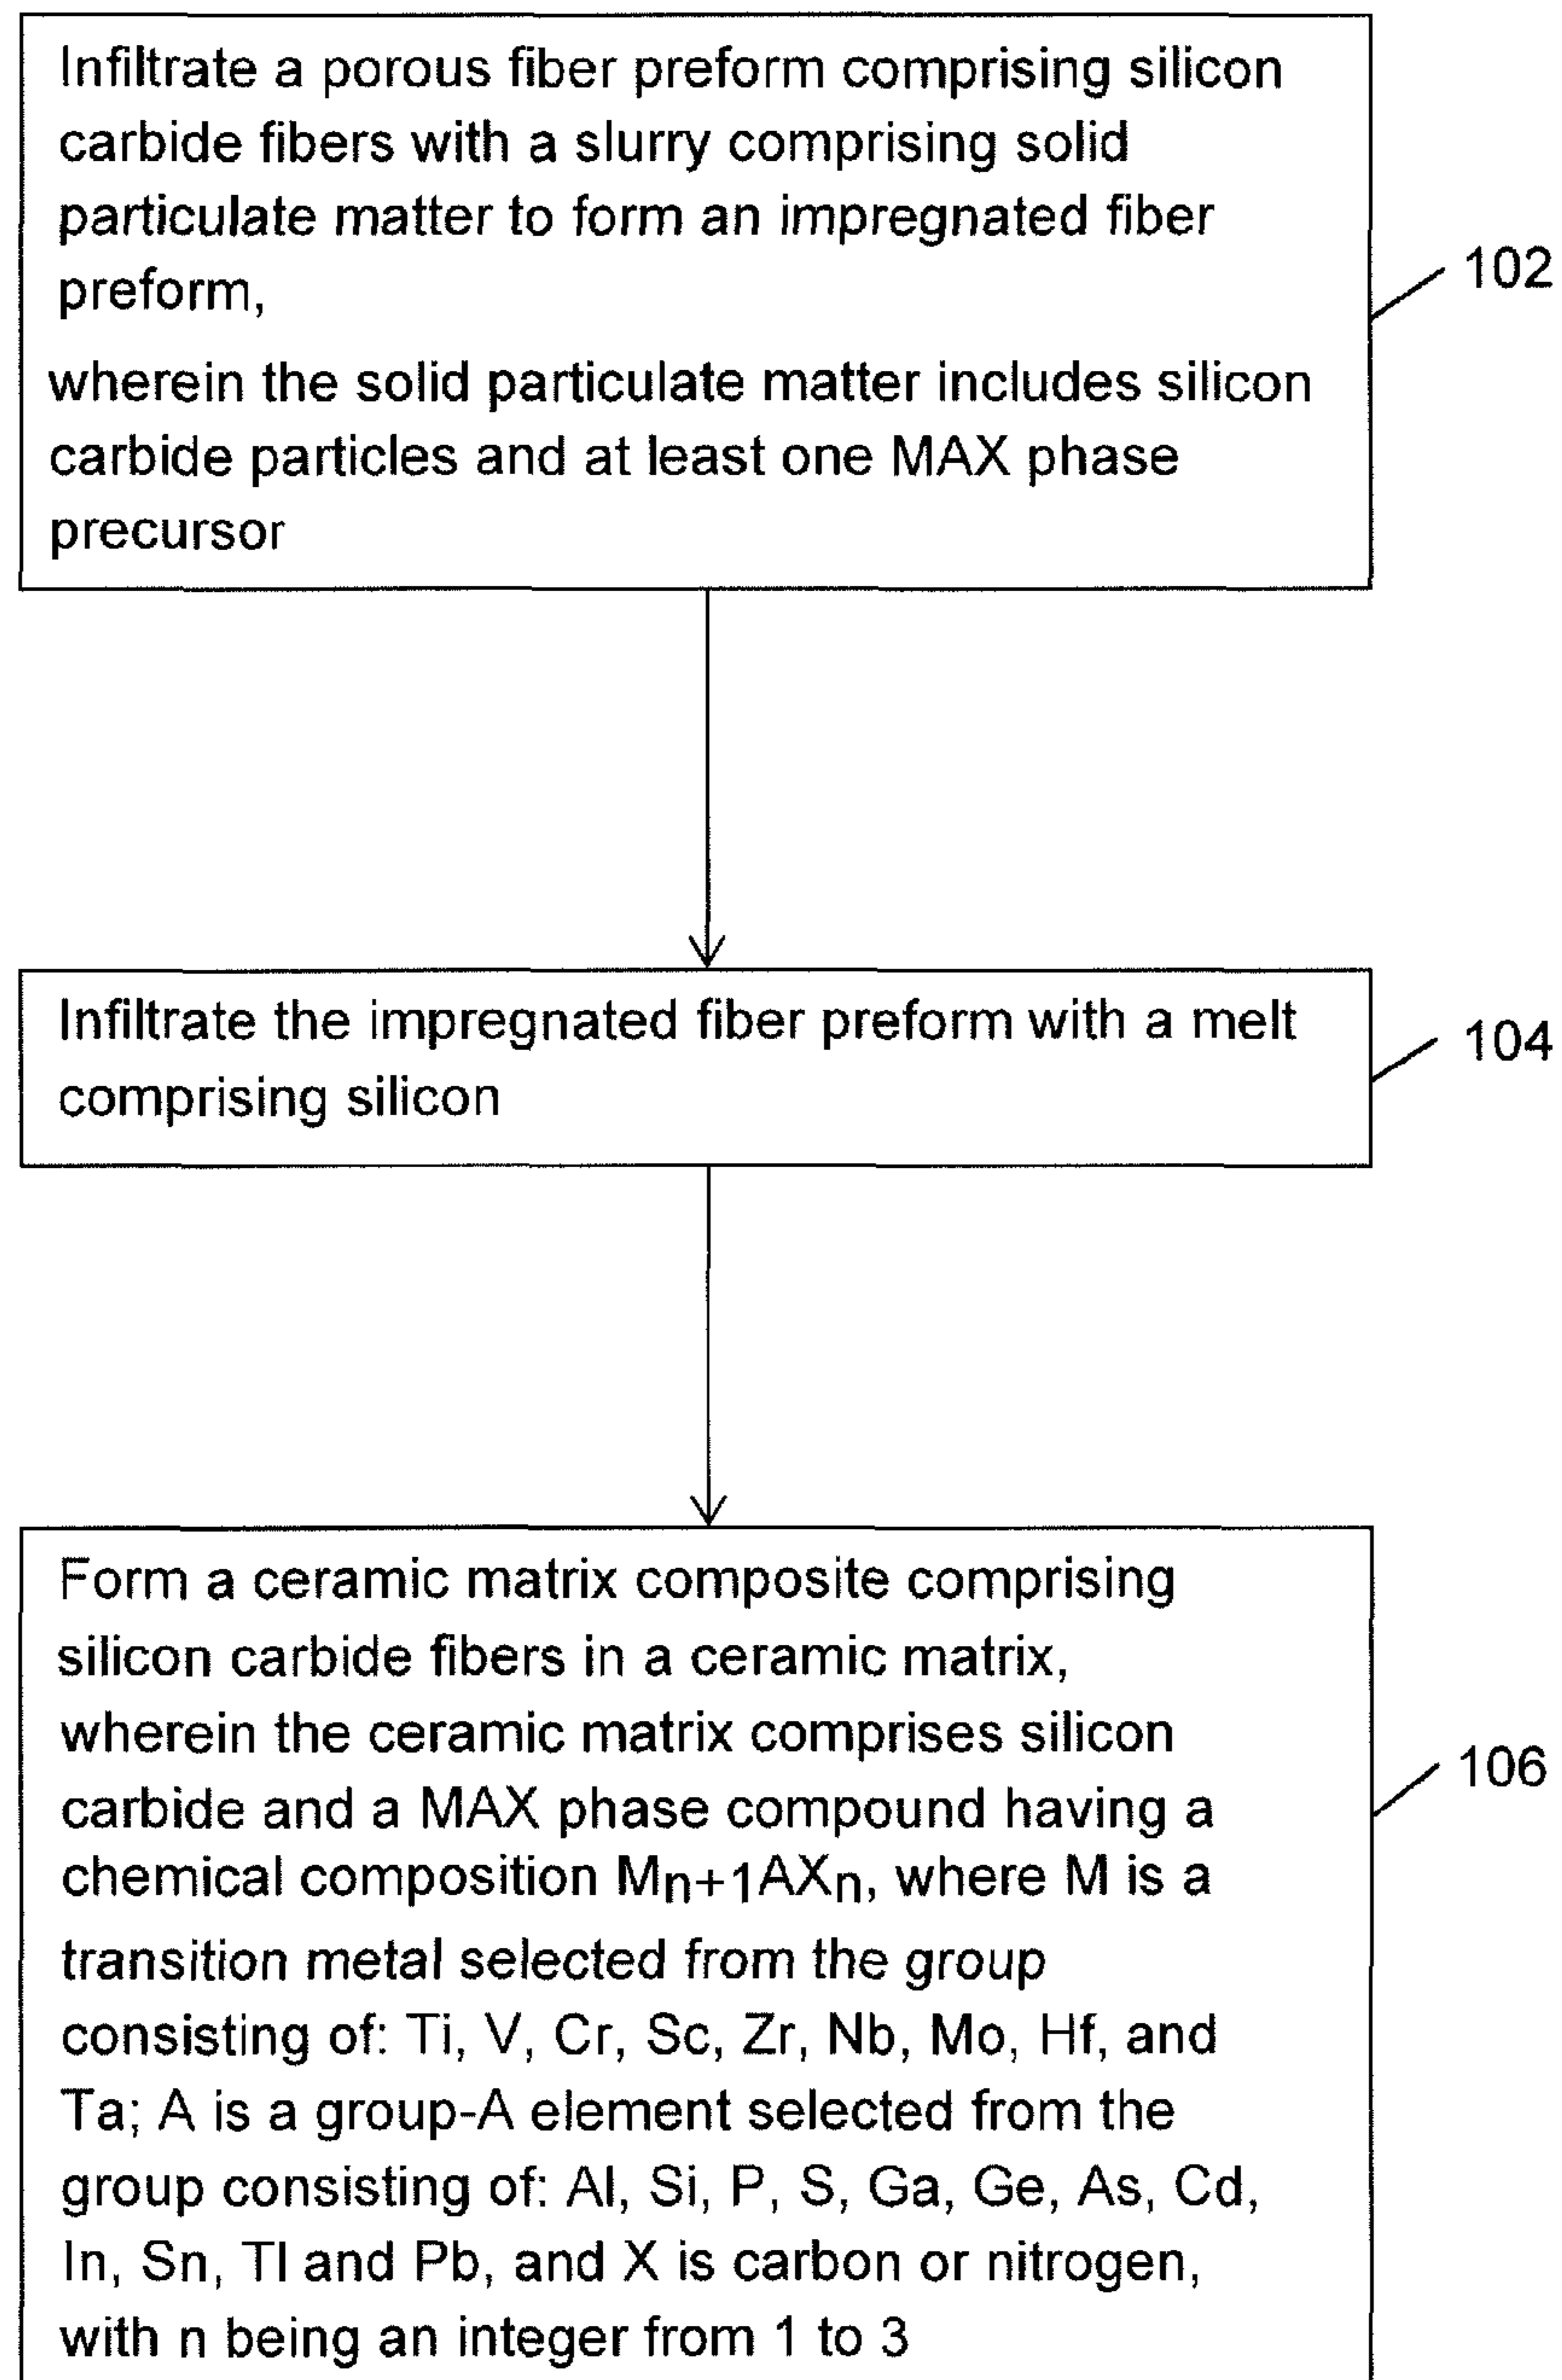 Infiltrate a porous fiber preform comprising silicon
carbide fibers with a slurry comprising solid
particulate matter to form an impregnated fiber
preform,
wherein the solid particulate matter includes silicon
carbide particles and at least one MAX phase
precursor
102
Infiltrate the impregnated fiber preform with a melt
comprising silicon
104
Form a ceramic matrix composite comprising
silicon carbide fibers in a ceramic matrix,
wherein the ceramic matrix comprises silicon
carbide and a MAX phase compound having a
chemical composition Mn+1AXn, where M is a
transition metal selected from the group
consisting of: Ti, V, Cr, Sc, Zr, Nb, Mo, Hf, and
Ta; A is a group-A element selected from the
group consisting of: Al, Si, P, S, Ga, Ge, As, Cd,
In, Sn, Tl and Pb, and X is carbon or nitrogen,
with n being an integer from 1 to 3
106